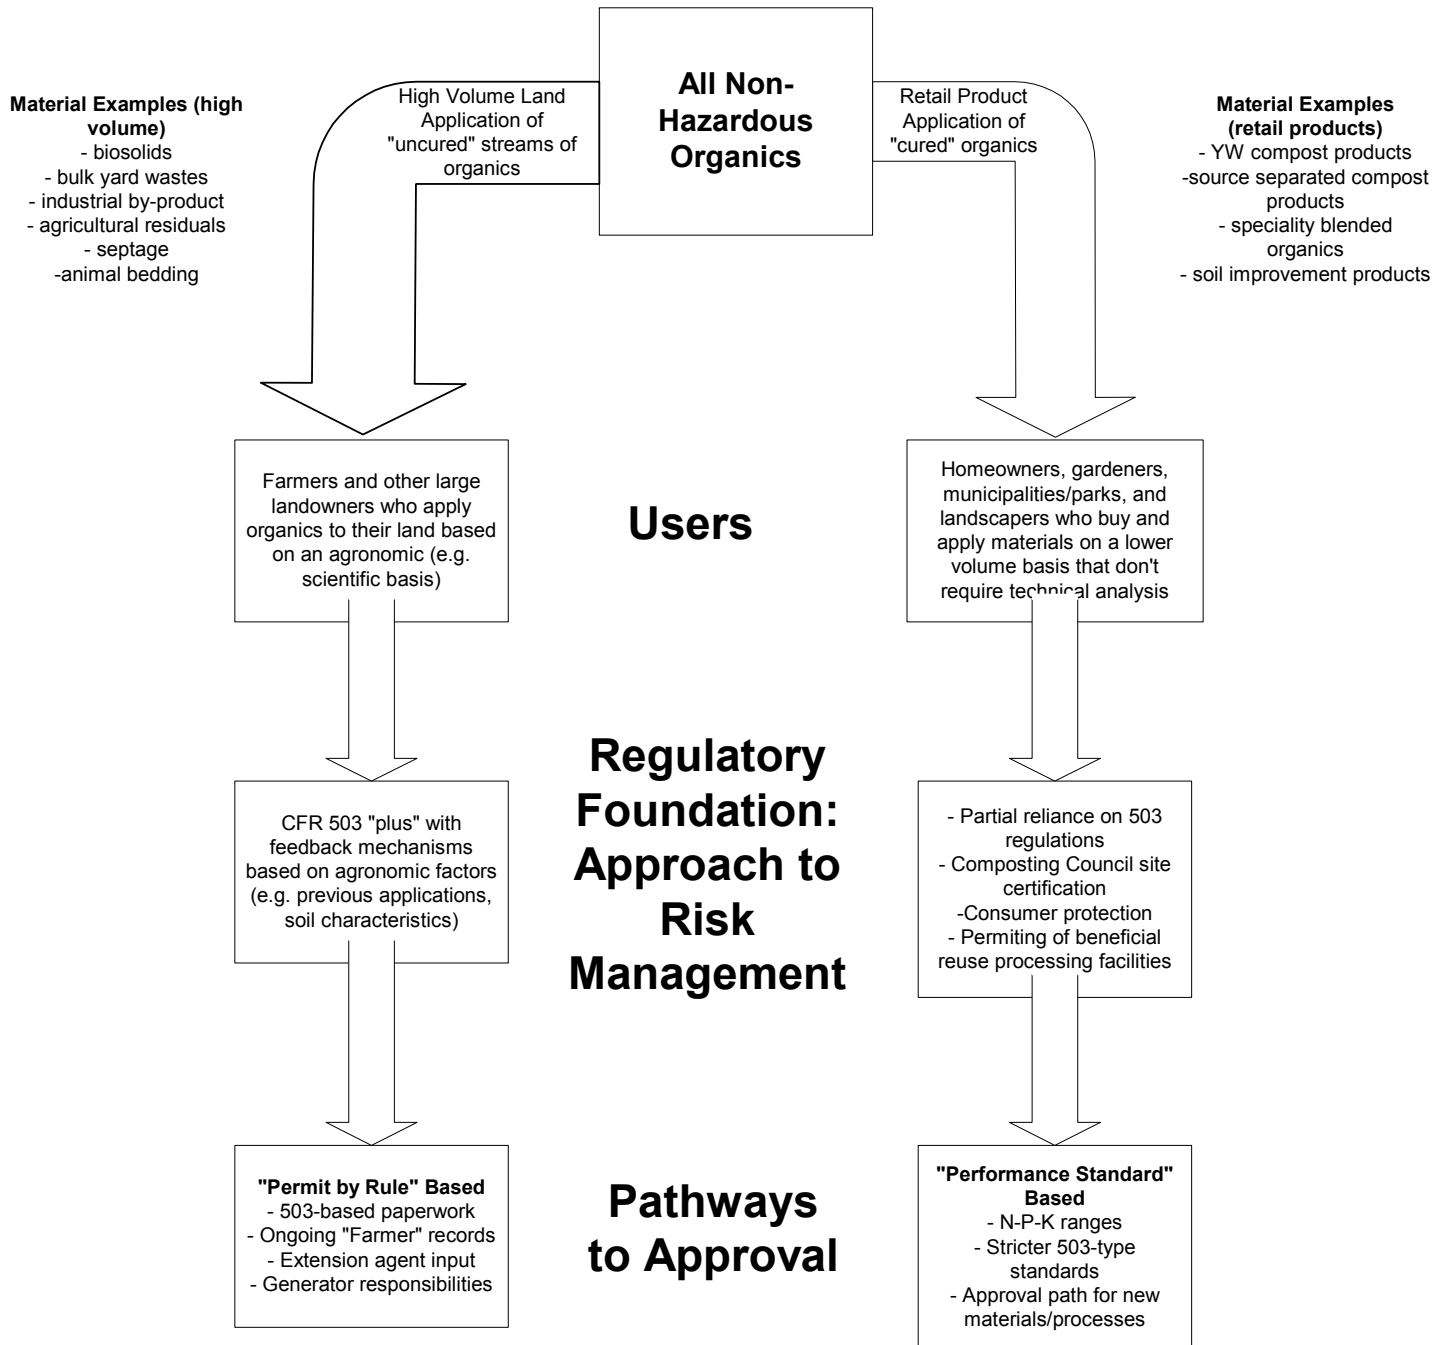 All Non-
Hazardous
Organics
High Volume Land
Application of
"uncured" streams of
organics
Retail Product
Application of
"cured" organics
Material Examples (high
volume)
- biosolids
- bulk yard wastes
- industrial by-product
- agricultural residuals
- septage
-animal bedding
Material Examples
(retail products)
- YW compost products
-source separated compost
products
- speciality blended
organics
- soil improvement products
Farmers and other large
landowners who apply
organics to their land based
on an agronomic (e.g.
scientific basis)
Users
Homeowners, gardeners,
municipalities/parks, and
landscapers who buy and
apply materials on a lower
volume basis that don't
require technical analysis
CFR 503 "plus" with
feedback mechanisms
based on agronomic factors
(e.g. previous applications,
soil characteristics)
Regulatory
Foundation:
Approach to
Risk
Management
- Partial reliance on 503
regulations
- Composting Council site
certification
-Consumer protection
- Permiting of beneficial
reuse processing facilities
"Permit by Rule" Based
- 503-based paperwork
- Ongoing "Farmer" records
- Extension agent input
- Generator responsibilities
Pathways
to Approval
"Performance Standard"
Based
- N-P-K ranges
- Stricter 503-type
standards
- Approval path for new
materials/processes